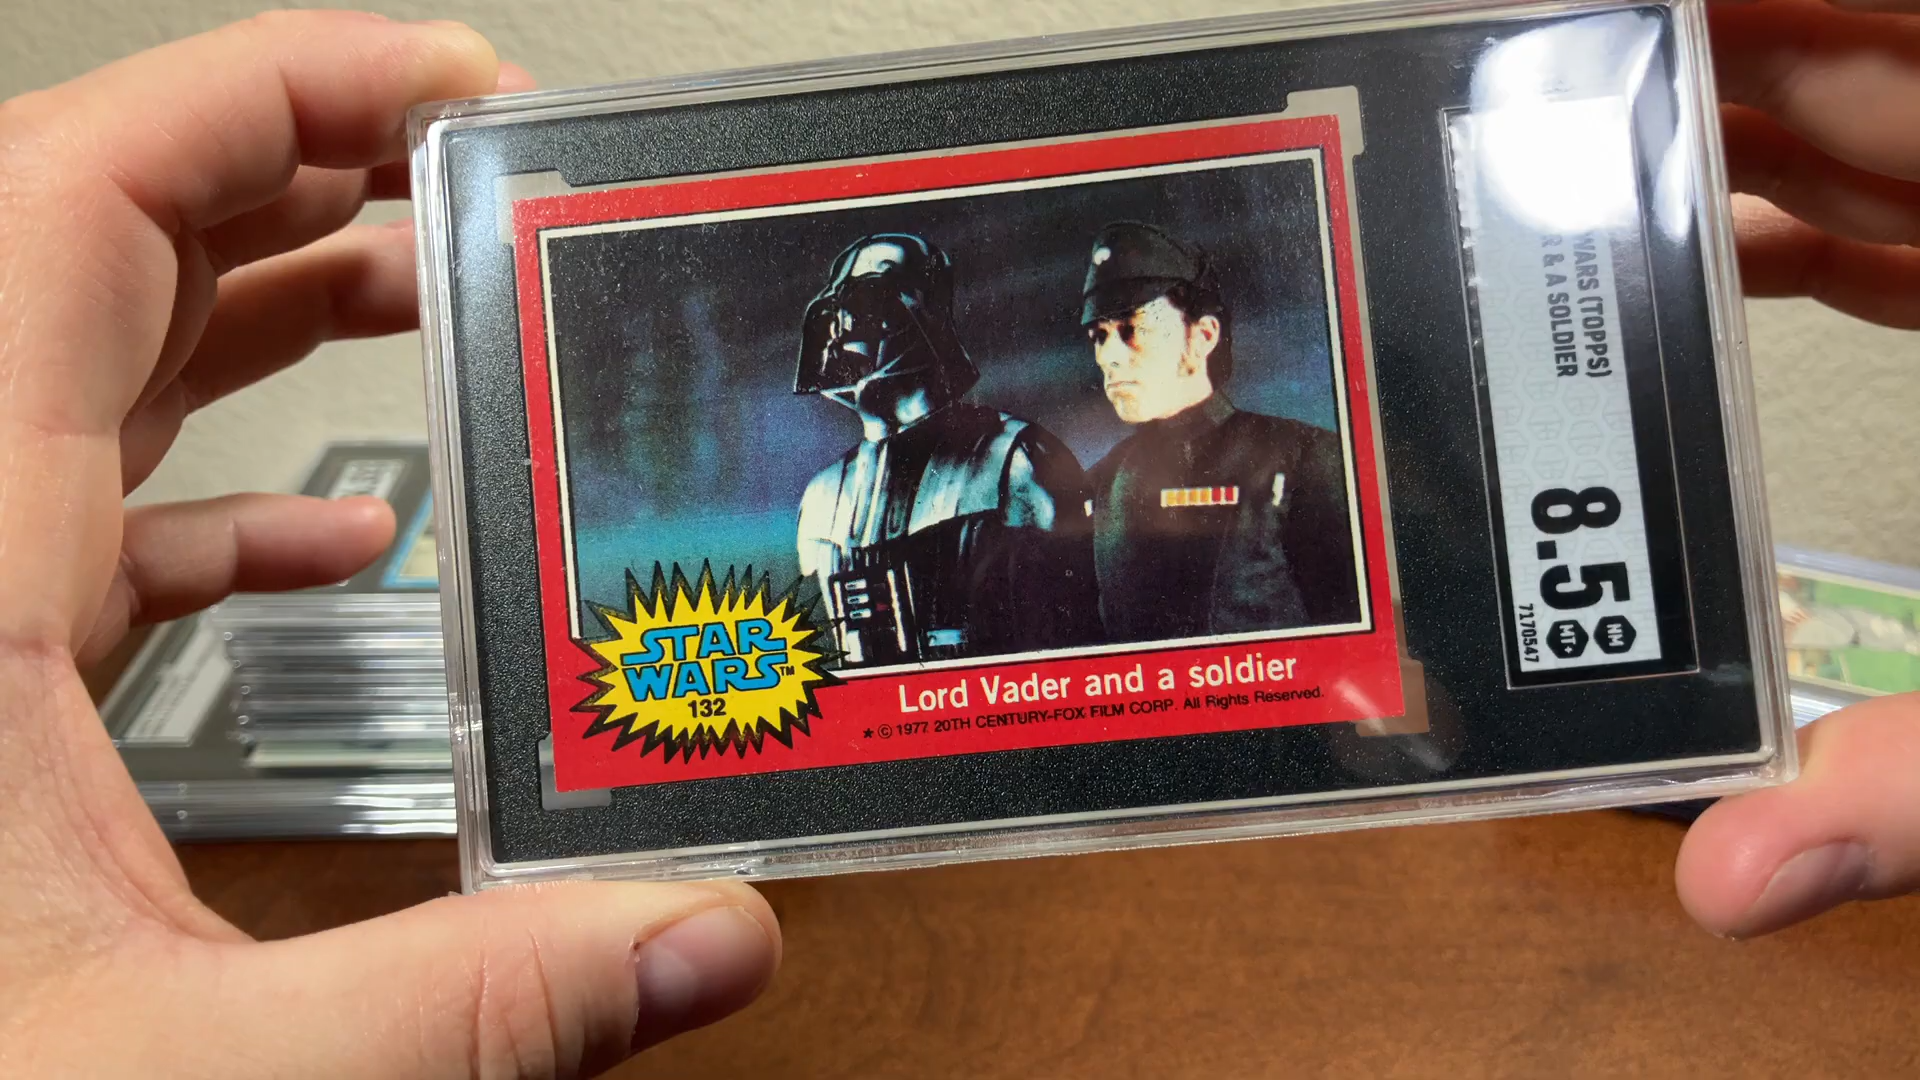 STAR
WARS™
132
Lord Vader and a soldier
★ © 1977 20TH CENTURY-FOX FILM CORP. All Rights Reserved.
WARS (TOPPS)
R & A SOLDIER
8.5
NM
MT+
7170547